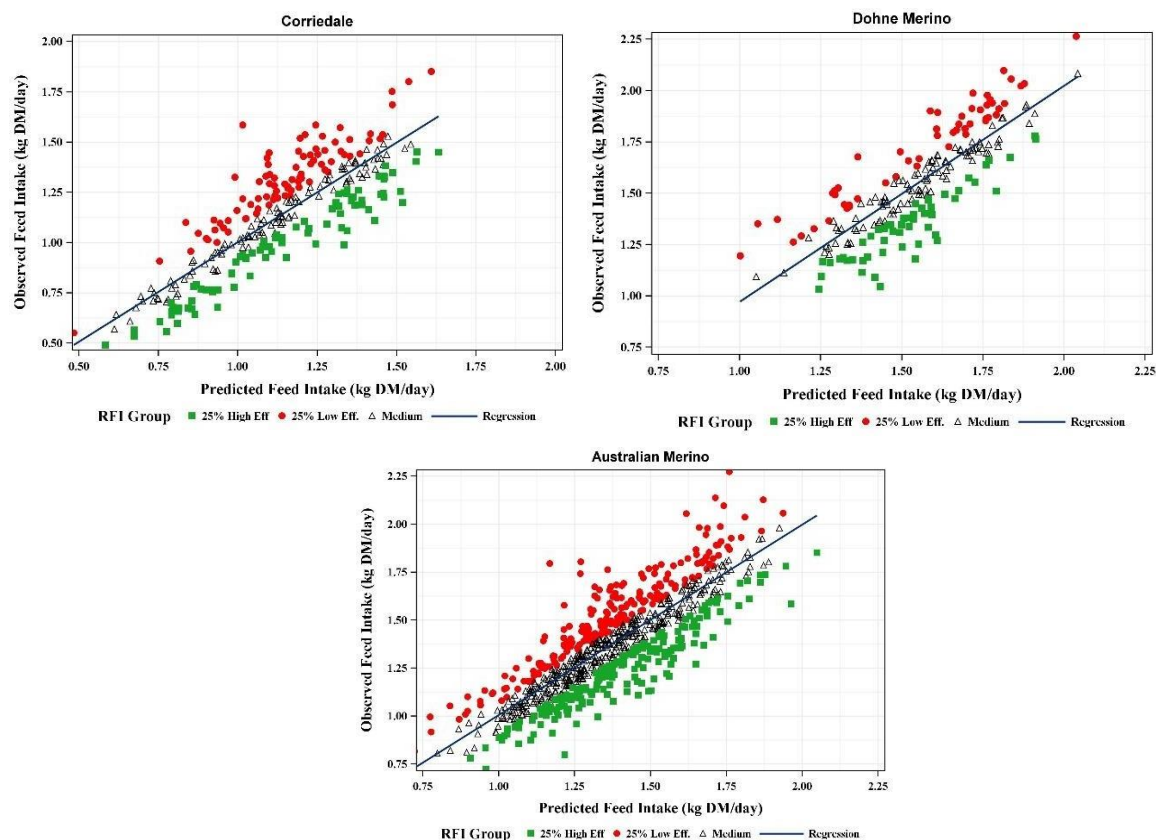 Corriedale
2.00
1.75
1.50
1.25
1.00
0.75
0.50
Observed Feed Intake (kg DM/day)
0.50 0.75 1.00 1.25 1.50 1.75 2.00
Predicted Feed Intake (kg DM/day)
RFI Group 25% High Eff 25% Low Eff. Medium Regression
Dohne Merino
2.25
2.00
1.75
1.50
1.25
1.00
0.75
Observed Feed Intake (kg DM/day)
0.75 1.00 1.25 1.50 1.75 2.00 2.25
Predicted Feed Intake (kg DM/day)
RFI Group 25% High Eff 25% Low Eff. Medium Regression
Australian Merino
2.25
2.00
1.75
1.50
1.25
1.00
0.75
Observed Feed Intake (kg DM/day)
0.75 1.00 1.25 1.50 1.75 2.00 2.25
Predicted Feed Intake (kg DM/day)
RFI Group 25% High Eff 25% Low Eff. Medium Regression